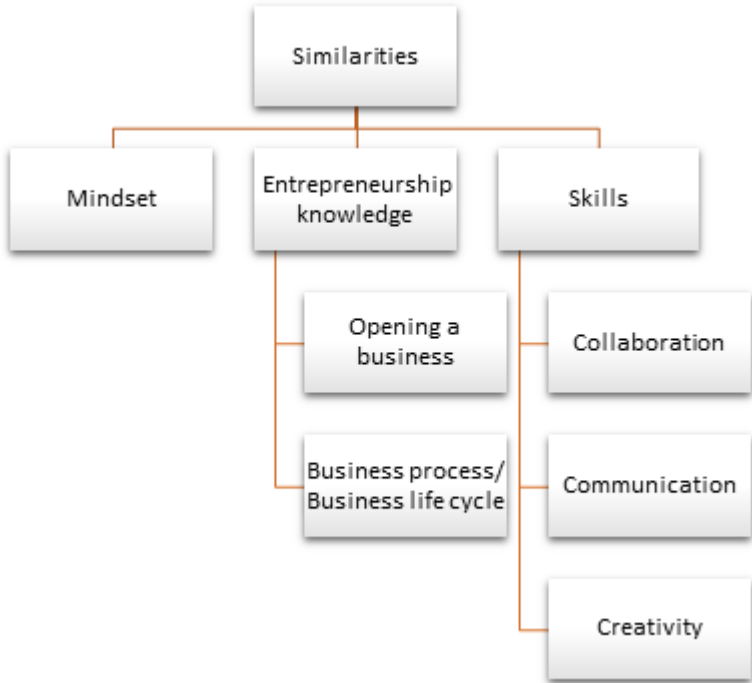 Similarities
Mindset
Entrepreneurship
knowledge
Skills
Opening a
business
Collaboration
Business process/
Business life cycle
Communication
Creativity